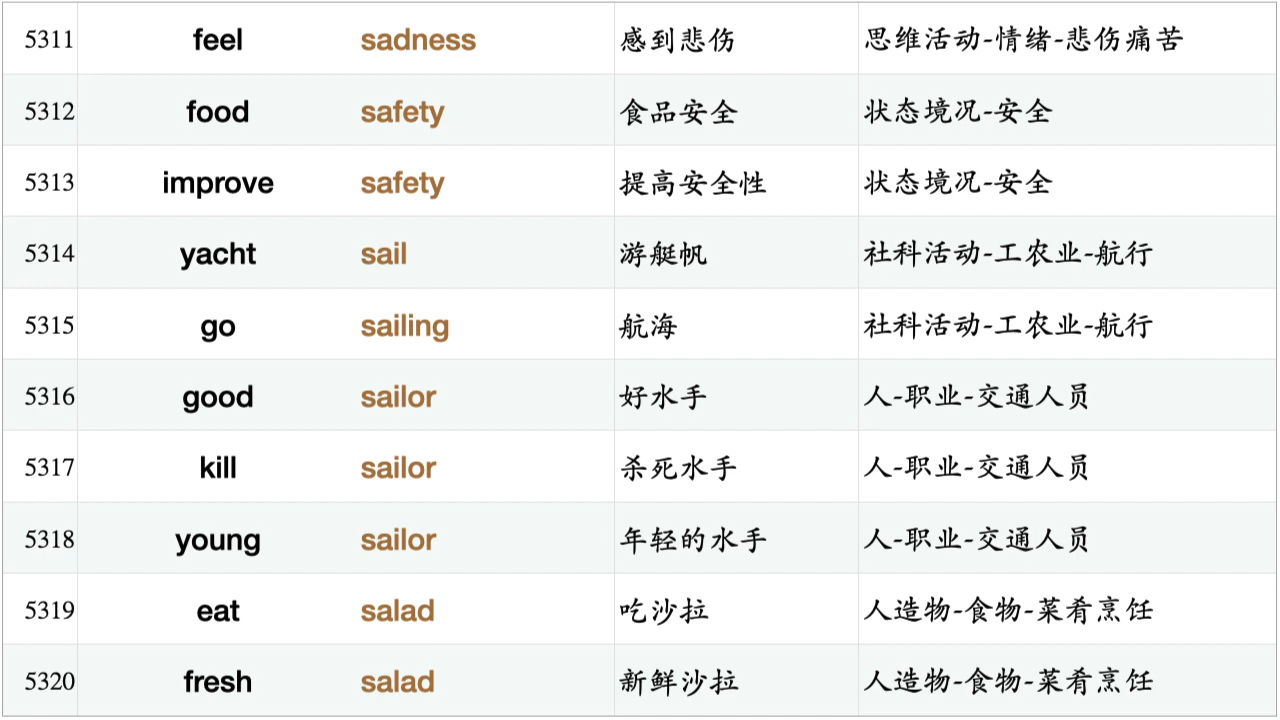 5311 feel sadness 感到悲伤 思维活动-情绪-悲伤痛苦
5312 food safety 食品安全 状态境况-安全
5313 improve safety 提高安全性 状态境况-安全
5314 yacht sail 游艇帆 社科活动-工农业-航行
5315 go sailing 航海 社科活动-工农业-航行
5316 good sailor 好水手 人-职业-交通人员
5317 kill sailor 杀死水手 人-职业-交通人员
5318 young sailor 年轻的水手 人-职业-交通人员
5319 eat salad 吃沙拉 人造物-食物-菜肴烹饪
5320 fresh salad 新鲜沙拉 人造物-食物-菜肴烹饪